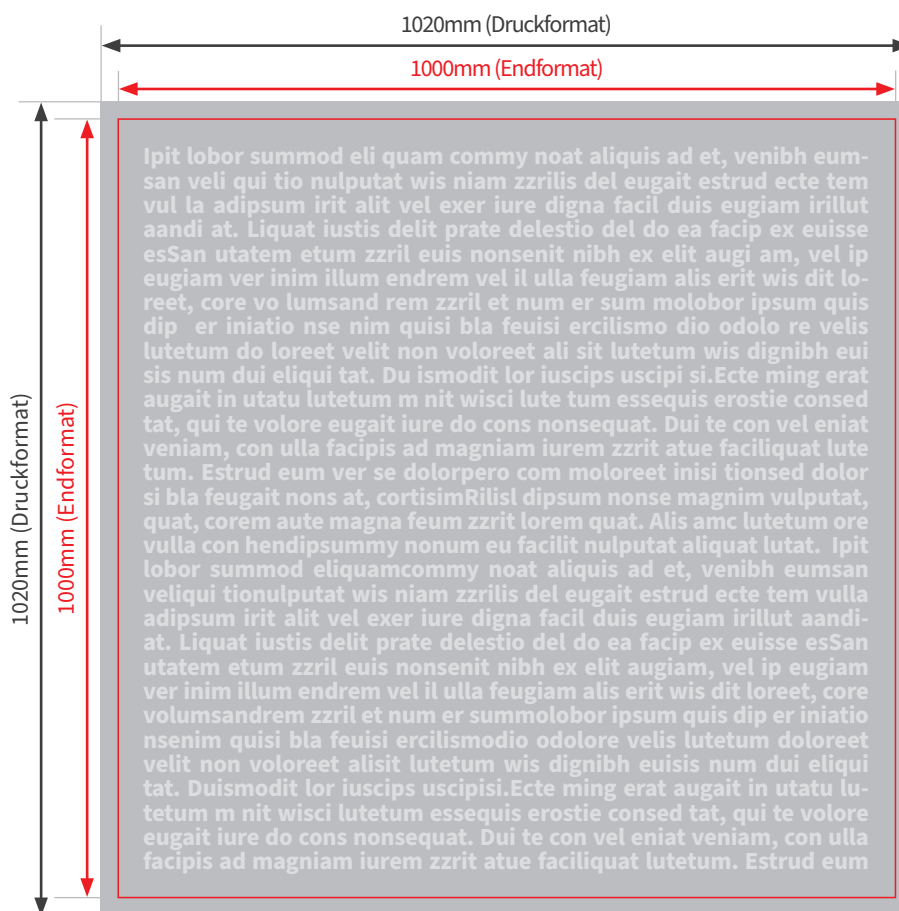 1020mm (Druckformat)
1000mm (Endformat)
1020mm (Druckformat)
1000mm (Endformat)
Ipit lobor summod eli quam commy noat aliquis ad et, venibh eum-
san veli qui tio nulputat wis niam zzrilis del eugait estrud ecte tem
vul la adipsum irit alit vel exer iure digna facil duis eugiam irillut
aandi at. Liquat iustis delit prate delestio del do ea facip ex euisse
esSan utatem etum zzril euis nonsenit nibh ex elit augi am, vel ip
eugiam ver inim illum endrem vel il ulla feugiam alis erit wis dit lo-
reet, core vo lumsand rem zzril et num er sum molobor ipsum quis
dip  er iniatio nse nim quisi bla feuisi ercilismo dio odolo re velis
lutetum do loreet velit non voloreet ali sit lutetum wis dignibh eui
sis num dui eliqui tat. Du ismodit lor iuscips uscipi si.Ecte ming erat
augait in utatu lutetum m nit wisci lute tum essequis erostie consed
tat, qui te volore eugait iure do cons nonsequat. Dui te con vel eniat
veniam, con ulla facipis ad magniam iurem zzrit atue faciliquat lute
tum. Estrud eum ver se dolorpero com moloreet inisi tionsed dolor
si bla feugait nons at, cortisimRilisl dipsum nonse magnim vulputat,
quat, corem aute magna feum zzrit lorem quat. Alis amc lutetum ore
vulla con hendipsummy nonum eu facilit nulputat aliquat lutat.  Ipit
lobor summod eliquamcommy noat aliquis ad et, venibh eumsan
veliqui tionulputat wis niam zzrilis del eugait estrud ecte tem vulla
adipsum irit alit vel exer iure digna facil duis eugiam irillut aandi-
at. Liquat iustis delit prate delestio del do ea facip ex euisse esSan
utatem etum zzril euis nonsenit nibh ex elit augiam, vel ip eugiam
ver inim illum endrem vel il ulla feugiam alis erit wis dit loreet, core
volumsandrem zzril et num er summolobor ipsum quis dip er iniatio
nsenim quisi bla feuisi ercilismodio odolore velis lutetum doloreet
velit non voloreet alisit lutetum wis dignibh euisis num dui eliqui
tat. Duismodit lor iuscips uscipisi.Ecte ming erat augait in utatu lu-
tetum m nit wisci lutetum essequis erostie consed tat, qui te volore
eugait iure do cons nonsequat. Dui te con vel eniat veniam, con ulla
facipis ad magniam iurem zzrit atue faciliquat lutetum. Estrud eum